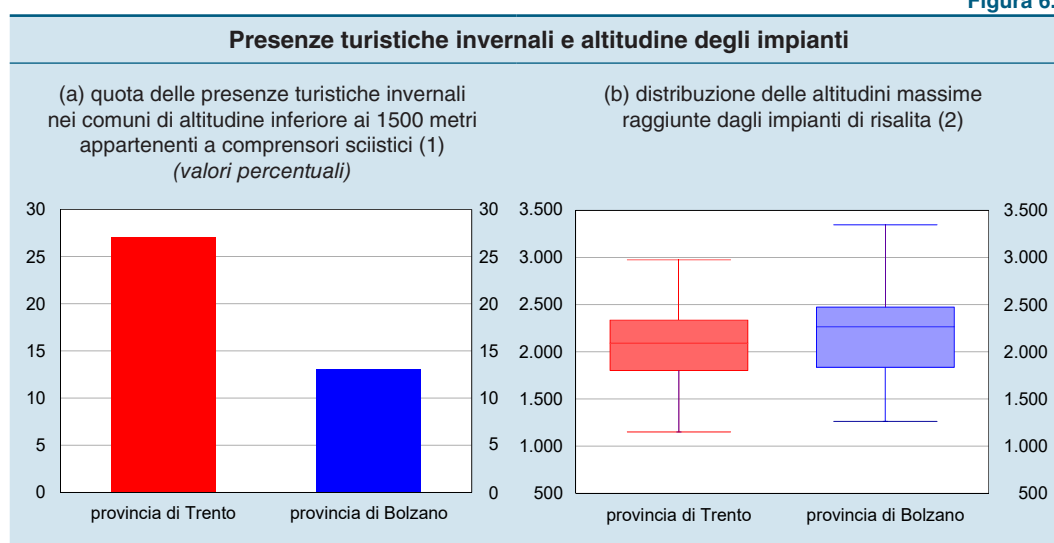 Figura 6.
Presenze turistiche invernali e altitudine degli impianti
(a) quota delle presenze turistiche invernali
nei comuni di altitudine inferiore ai 1500 metri
appartenenti a comprensori sciistici (1)
(valori percentuali)
(b) distribuzione delle altitudini massime
raggiunte dagli impianti di risalita (2)
30 30
25 25
20 20
15 15
10 10
5 5
0 0
provincia di Trento provincia di Bolzano
3.500 3.500
3.000 3.000
2.500 2.500
2.000 2.000
1.500 1.500
1.000 1.000
500 500
provincia di Trento provincia di Bolzano